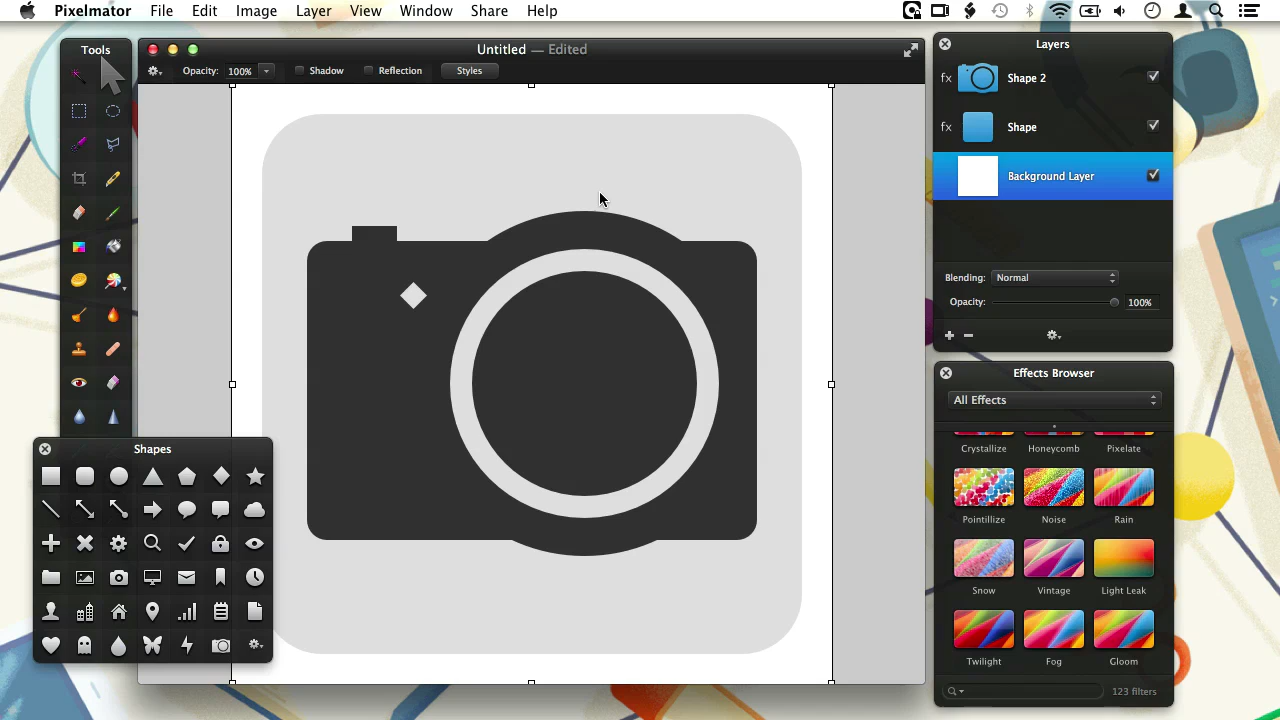 Pixelmator File Edit Image Layer View Window Share Help
Tools
Untitled — Edited
Opacity: 100% Shadow Reflection Styles
Layers
fx Shape 2
fx Shape
Background Layer
Blending: Normal
Opacity: 100%
Effects Browser
All Effects
Crystallize Honeycomb Pixelate
Pointillize Noise Rain
Snow Vintage Light Leak
Twilight Fog Gloom
123 filters
Shapes